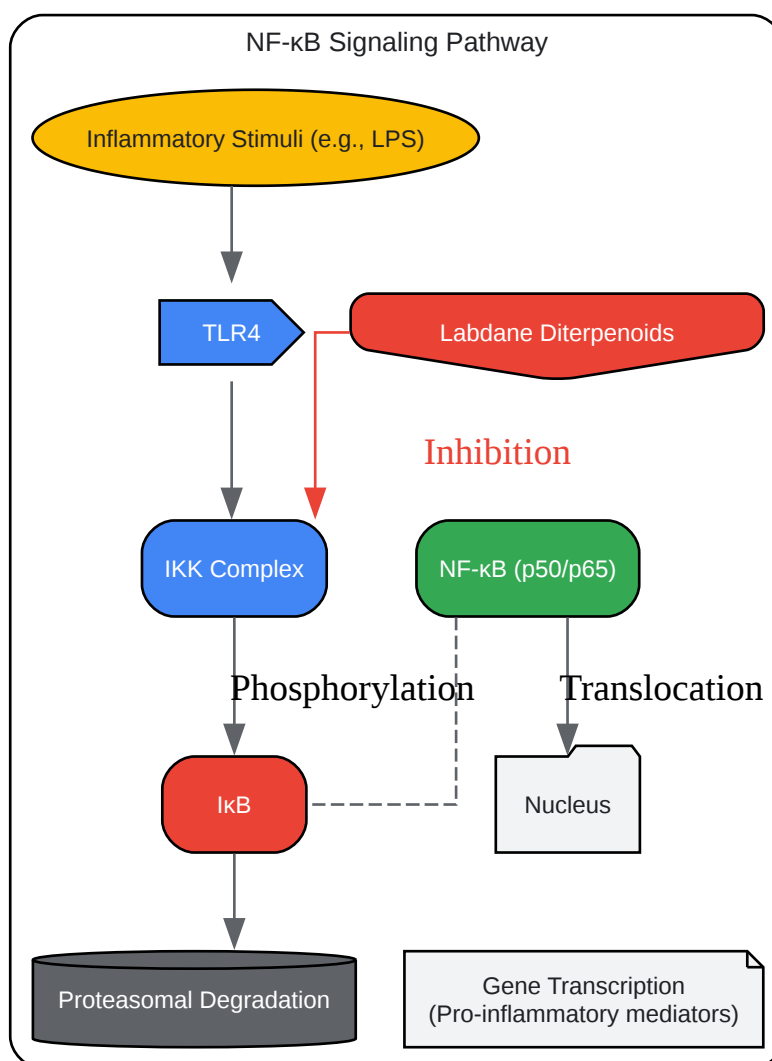 NF-κB Signaling Pathway
Inflammatory Stimuli (e.g., LPS)
TLR4
Labdane Diterpenoids
Inhibition
IKK Complex
NF-κB (p50/p65)
Phosphorylation
Translocation
IκB
Nucleus
Proteasomal Degradation
Gene Transcription
(Pro-inflammatory mediators)